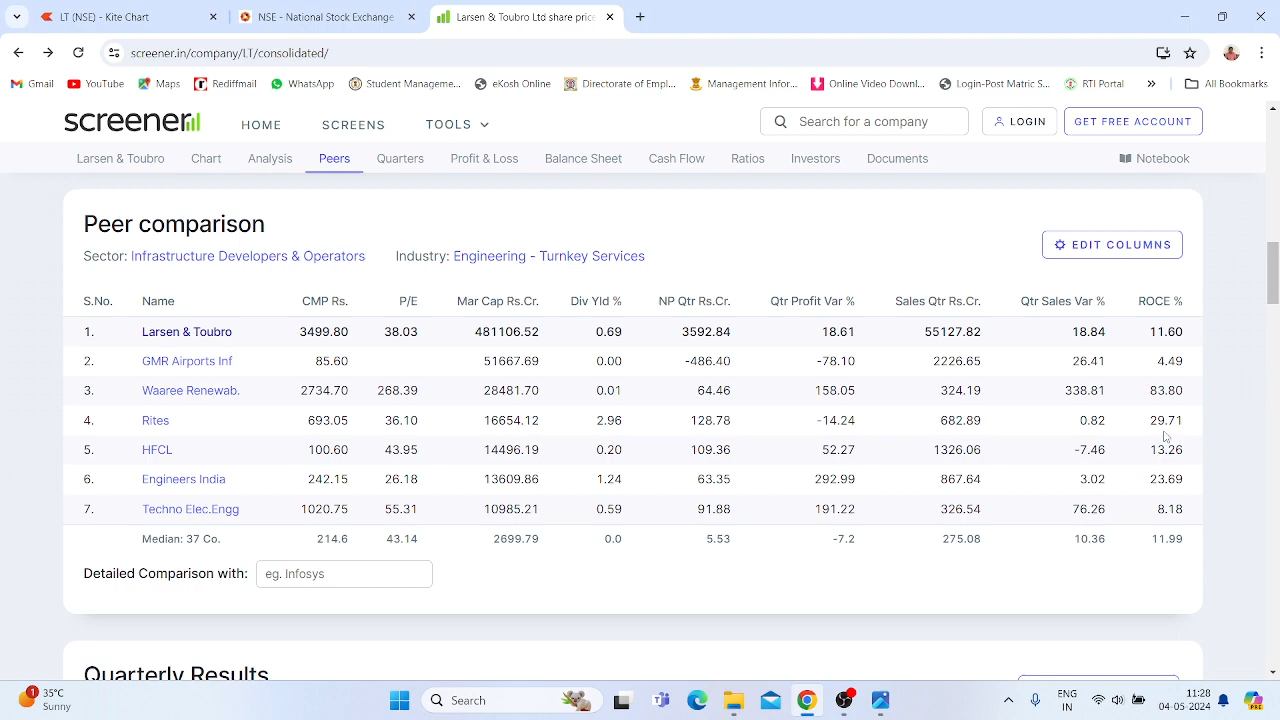 LT (NSE) - Kite Chart
NSE - National Stock Exchange
Larsen & Toubro Ltd share price
screener.in/company/LT/consolidated/
Gmail YouTube Maps Rediffmail WhatsApp Student Manageme... eKosh Online Directorate of Empl... Management Infor... Online Video Downl... Login-Post Matric S... RTI Portal » All Bookmarks
screener HOME SCREENS TOOLS Search for a company LOGIN GET FREE ACCOUNT
Larsen & Toubro Chart Analysis Peers Quarters Profit & Loss Balance Sheet Cash Flow Ratios Investors Documents Notebook
Peer comparison
EDIT COLUMNS
Sector: Infrastructure Developers & Operators Industry: Engineering - Turnkey Services
S.No. Name CMP Rs. P/E Mar Cap Rs.Cr. Div Yld % NP Qtr Rs.Cr. Qtr Profit Var % Sales Qtr Rs.Cr. Qtr Sales Var % ROCE %
1. Larsen & Toubro 3499.80 38.03 481106.52 0.69 3592.84 18.61 55127.82 18.84 11.60
2. GMR Airports Inf 85.60 51667.69 0.00 -486.40 -78.10 2226.65 26.41 4.49
3. Waaree Renewab. 2734.70 268.39 28481.70 0.01 64.46 158.05 324.19 338.81 83.80
4. Rites 693.05 36.10 16654.12 2.96 128.78 -14.24 682.89 0.82 29.71
5. HFCL 100.60 43.95 14496.19 0.20 109.36 52.27 1326.06 -7.46 13.26
6. Engineers India 242.15 26.18 13609.86 1.24 63.35 292.99 867.64 3.02 23.69
7. Techno Elec.Engg 1020.75 55.31 10985.21 0.59 91.88 191.22 326.54 76.26 8.18
Median: 37 Co. 214.6 43.14 2699.79 0.0 5.53 -7.2 275.08 10.36 11.99
Detailed Comparison with: eg. Infosys
Quarterly Results
1 35°C
Sunny
Search
ENG
IN
11:28
04-05-2024
PRE